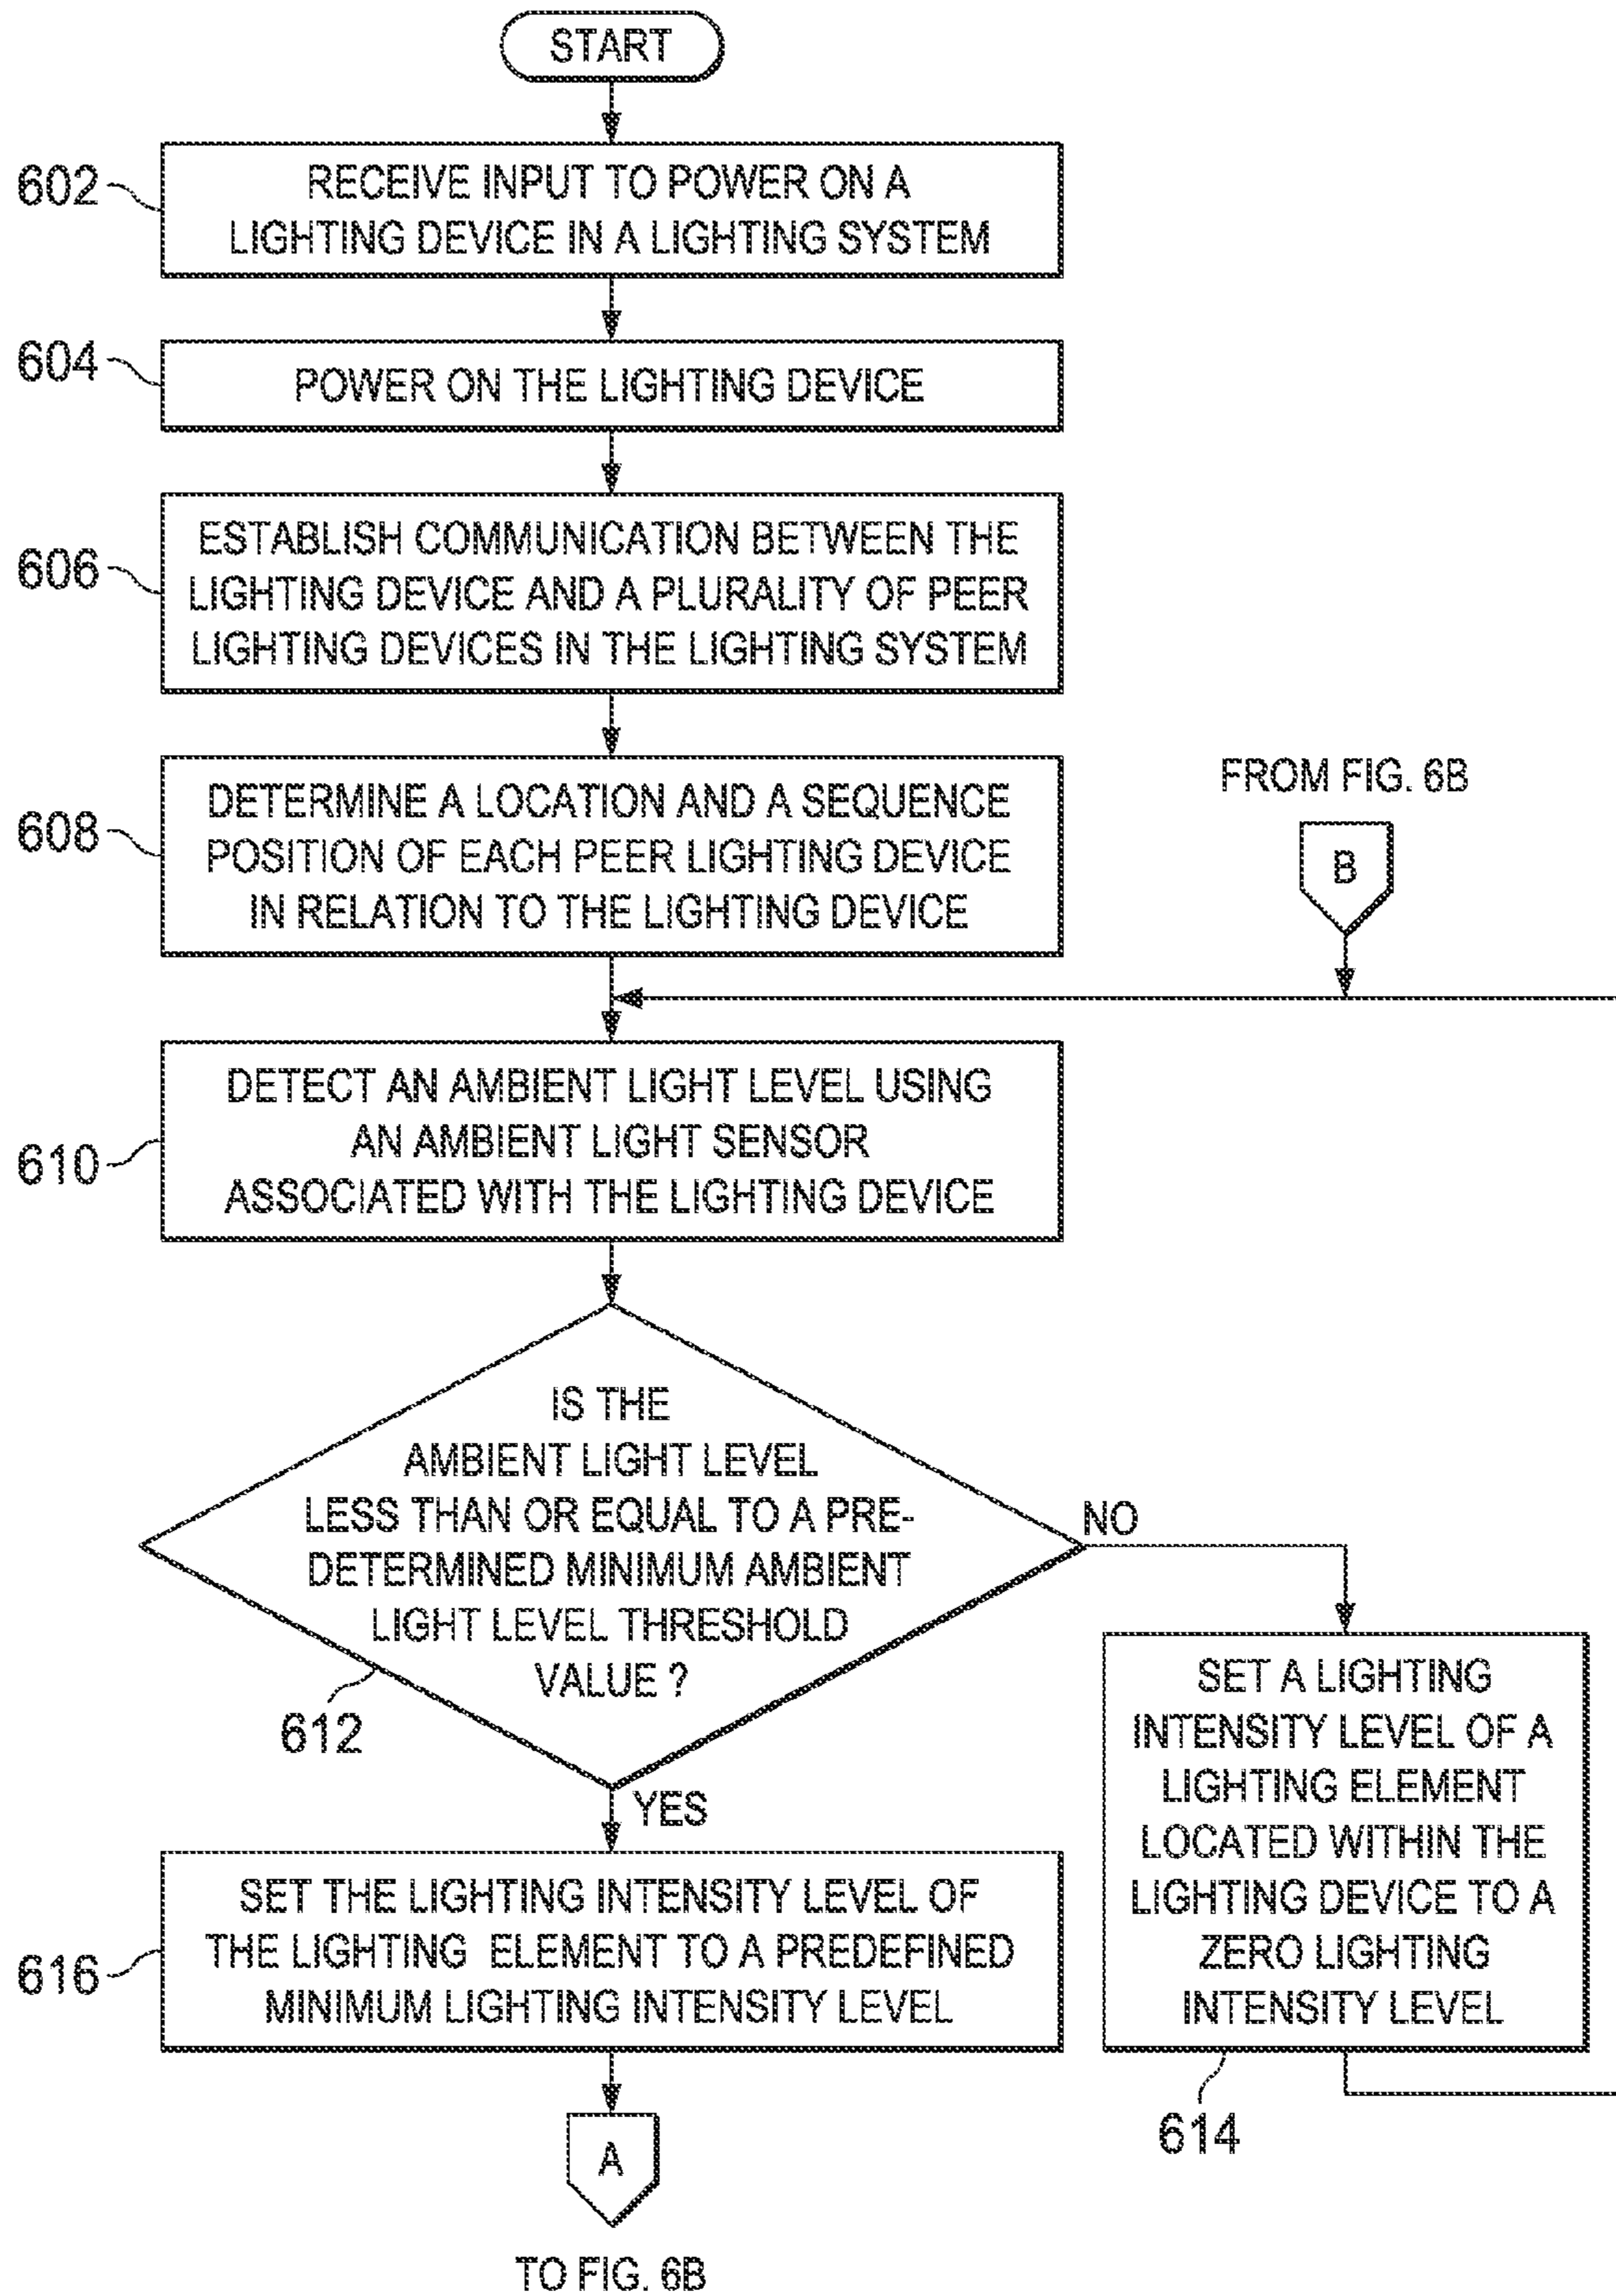 START
602
RECEIVE INPUT TO POWER ON A
LIGHTING DEVICE IN A LIGHTING SYSTEM
604
POWER ON THE LIGHTING DEVICE
606
ESTABLISH COMMUNICATION BETWEEN THE
LIGHTING DEVICE AND A PLURALITY OF PEER
LIGHTING DEVICES IN THE LIGHTING SYSTEM
608
DETERMINE A LOCATION AND A SEQUENCE
POSITION OF EACH PEER LIGHTING DEVICE
IN RELATION TO THE LIGHTING DEVICE
FROM FIG. 6B
B
610
DETECT AN AMBIENT LIGHT LEVEL USING
AN AMBIENT LIGHT SENSOR
ASSOCIATED WITH THE LIGHTING DEVICE
IS THE
AMBIENT LIGHT LEVEL
LESS THAN OR EQUAL TO A PRE-
DETERMINED MINIMUM AMBIENT
LIGHT LEVEL THRESHOLD
VALUE ?
612
NO
YES
SET A LIGHTING
INTENSITY LEVEL OF A
LIGHTING ELEMENT
LOCATED WITHIN THE
LIGHTING DEVICE TO A
ZERO LIGHTING
INTENSITY LEVEL
614
616
SET THE LIGHTING INTENSITY LEVEL OF
THE LIGHTING ELEMENT TO A PREDEFINED
MINIMUM LIGHTING INTENSITY LEVEL
A
TO FIG. 6B